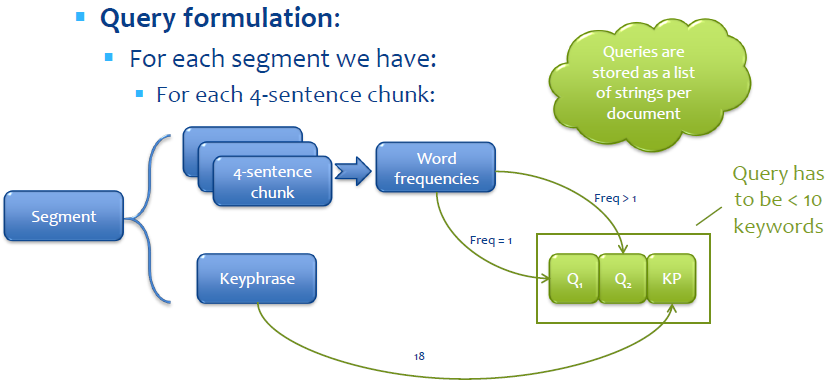 Query formulation:
For each segment we have:
For each 4-sentence chunk:
Queries are
stored as a list
of strings per
document
4-sentence
chunk
Word
frequencies
Query has
to be < 10
keywords
Segment
Freq > 1
Freq = 1
Keyphrase
Q₁
Q₂
KP
18